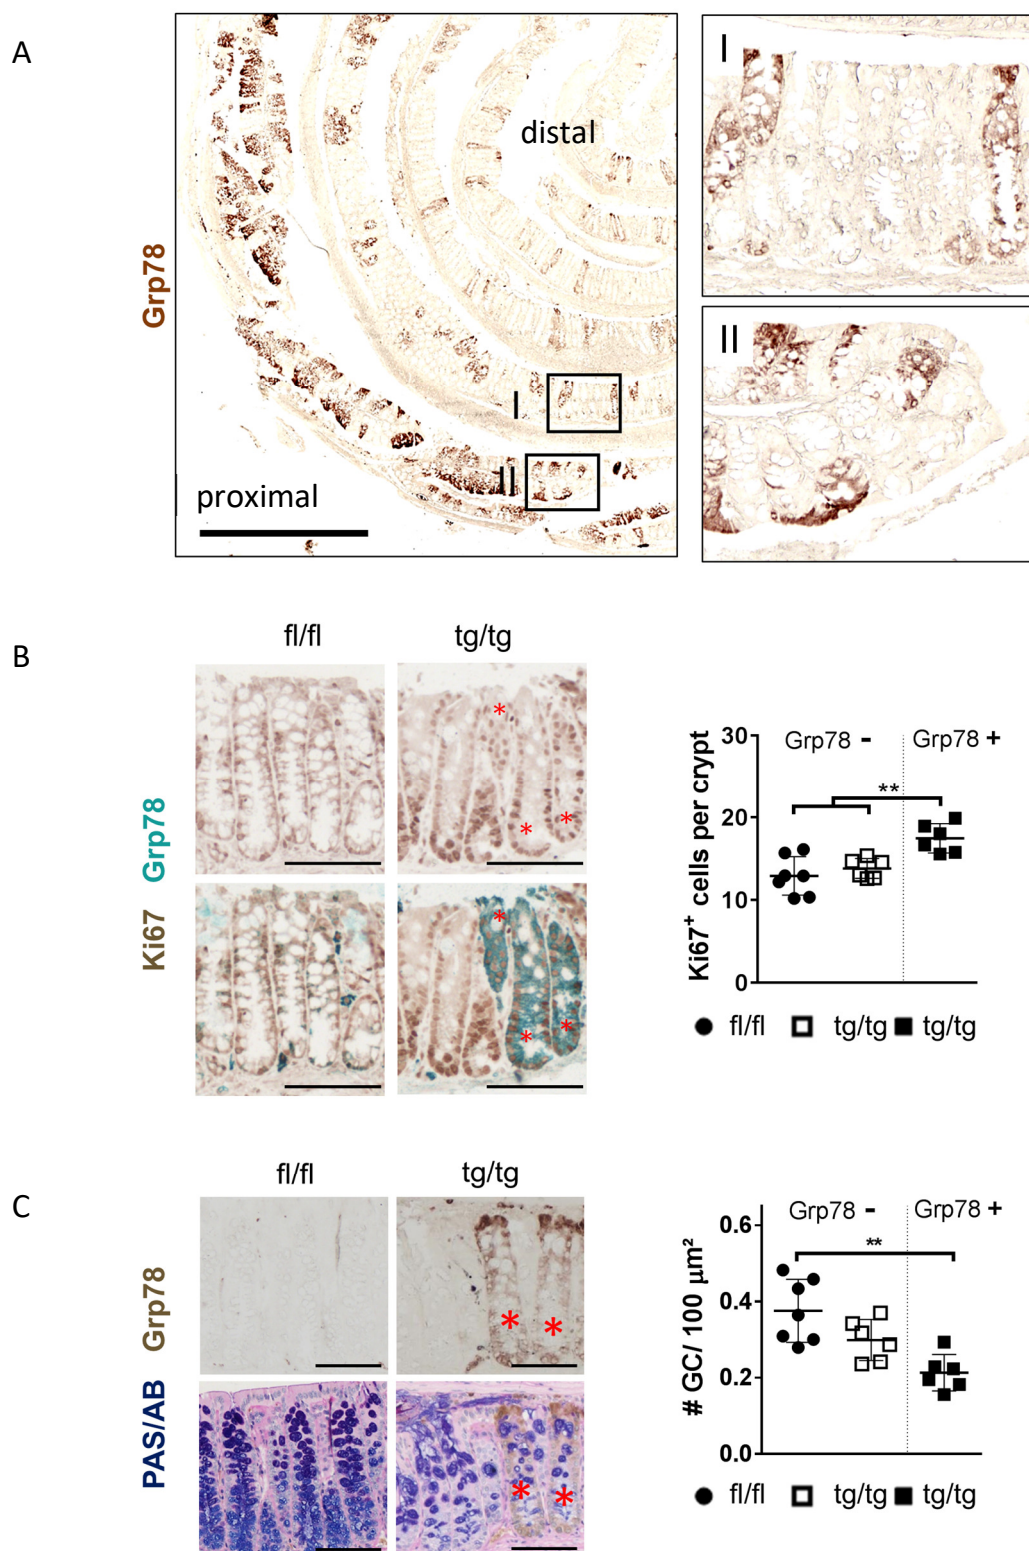 A
Grp78
distal
proximal
I
II
I
II
B
fl/fl
tg/tg
Grp78
Ki67
*
*
*
*
*
*
Ki67⁺ cells per crypt
30
20
10
0
Grp78 -
Grp78 +
**
fl/fl
tg/tg
tg/tg
C
fl/fl
tg/tg
Grp78
PAS/AB
*
*
*
*
# GC/ 100 µm²
0.6
0.4
0.2
0.0
Grp78 -
Grp78 +
**
fl/fl
tg/tg
tg/tg